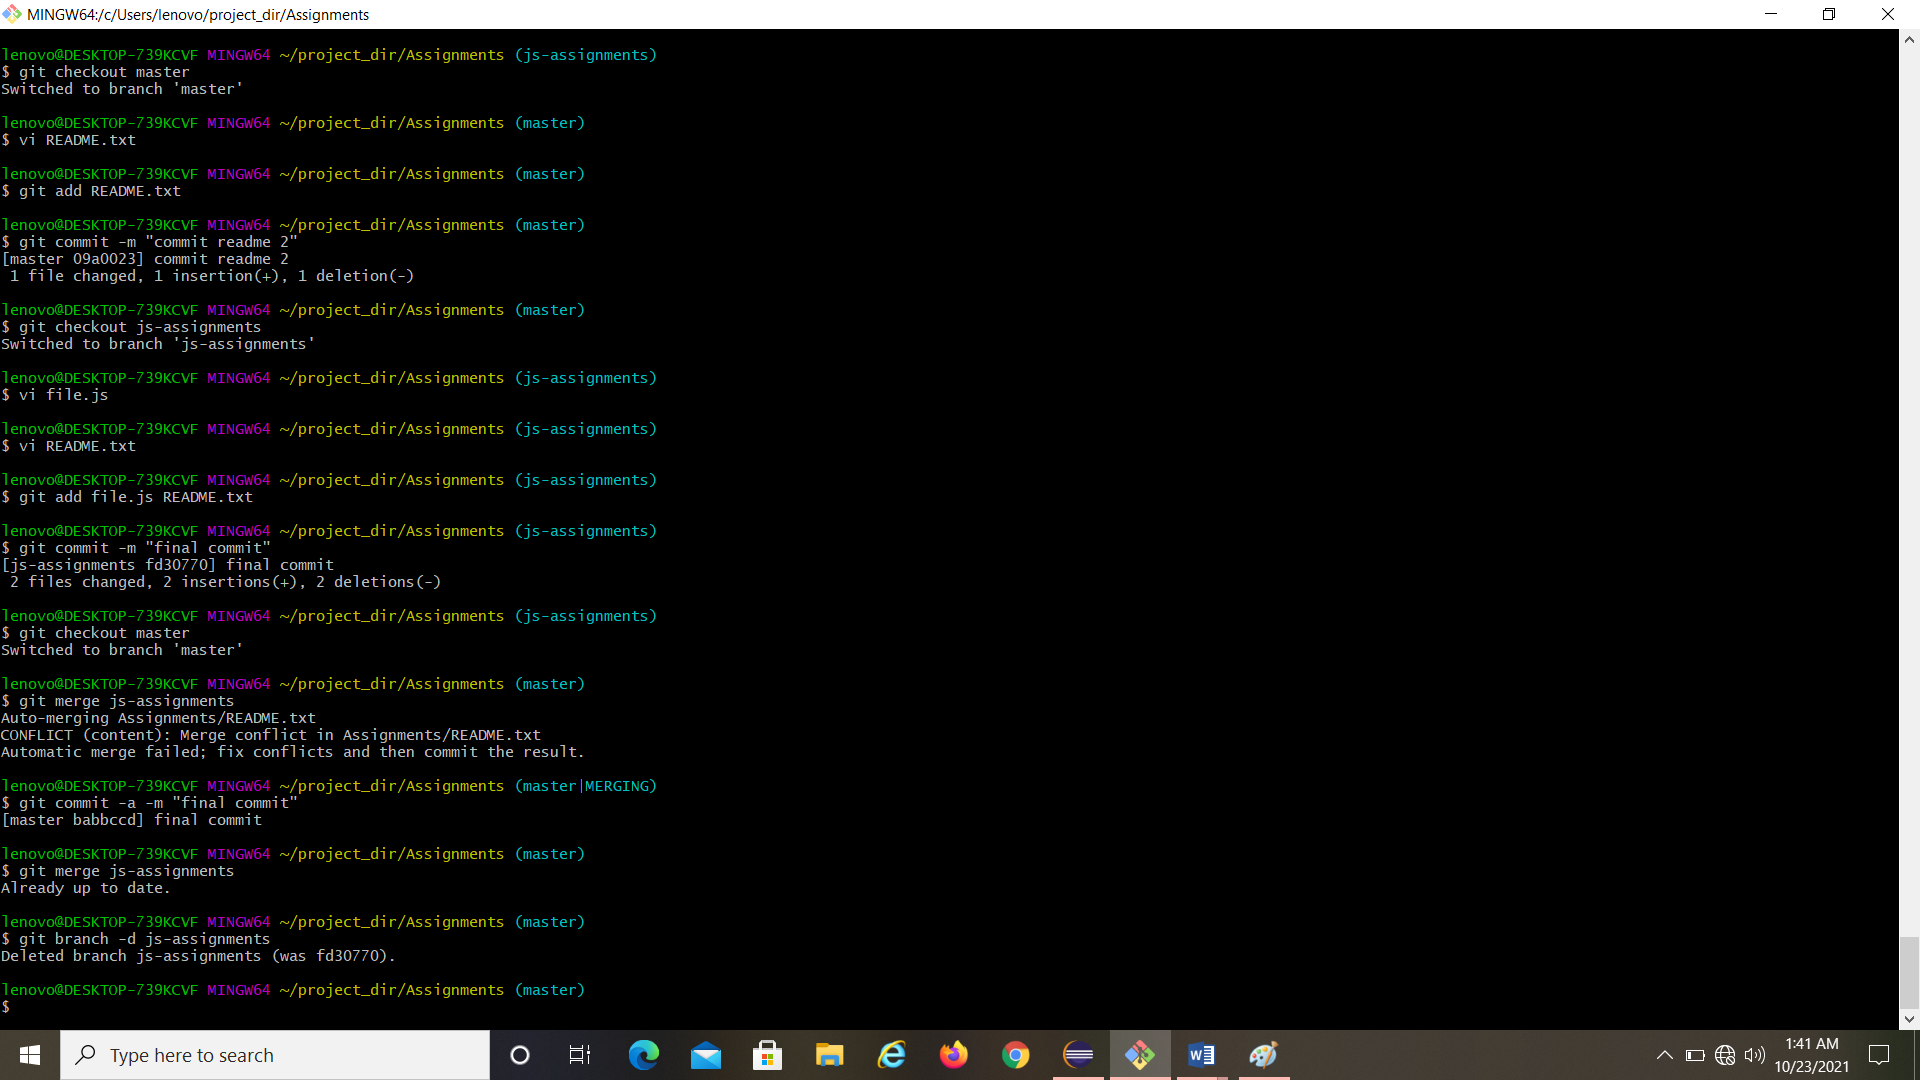 MINGW64:/c/Users/lenovo/project_dir/Assignments
lenovo@DESKTOP-739KCVF MINGW64 ~/project_dir/Assignments (js-assignments)
$ git checkout master
Switched to branch 'master'
lenovo@DESKTOP-739KCVF MINGW64 ~/project_dir/Assignments (master)
$ vi README.txt
lenovo@DESKTOP-739KCVF MINGW64 ~/project_dir/Assignments (master)
$ git add README.txt
lenovo@DESKTOP-739KCVF MINGW64 ~/project_dir/Assignments (master)
$ git commit -m "commit readme 2"
[master 09a0023] commit readme 2
1 file changed, 1 insertion(+), 1 deletion(-)
lenovo@DESKTOP-739KCVF MINGW64 ~/project_dir/Assignments (master)
$ git checkout js-assignments
Switched to branch 'js-assignments'
lenovo@DESKTOP-739KCVF MINGW64 ~/project_dir/Assignments (js-assignments)
$ vi file.js
lenovo@DESKTOP-739KCVF MINGW64 ~/project_dir/Assignments (js-assignments)
$ vi README.txt
lenovo@DESKTOP-739KCVF MINGW64 ~/project_dir/Assignments (js-assignments)
$ git add file.js README.txt
lenovo@DESKTOP-739KCVF MINGW64 ~/project_dir/Assignments (js-assignments)
$ git commit -m "final commit"
[js-assignments fd30770] final commit
2 files changed, 2 insertions(+), 2 deletions(-)
lenovo@DESKTOP-739KCVF MINGW64 ~/project_dir/Assignments (js-assignments)
$ git checkout master
Switched to branch 'master'
lenovo@DESKTOP-739KCVF MINGW64 ~/project_dir/Assignments (master)
$ git merge js-assignments
Auto-merging Assignments/README.txt
CONFLICT (content): Merge conflict in Assignments/README.txt
Automatic merge failed; fix conflicts and then commit the result.
lenovo@DESKTOP-739KCVF MINGW64 ~/project_dir/Assignments (master|MERGING)
$ git commit -a -m "final commit"
[master babbccd] final commit
lenovo@DESKTOP-739KCVF MINGW64 ~/project_dir/Assignments (master)
$ git merge js-assignments
Already up to date.
lenovo@DESKTOP-739KCVF MINGW64 ~/project_dir/Assignments (master)
$ git branch -d js-assignments
Deleted branch js-assignments (was fd30770).
lenovo@DESKTOP-739KCVF MINGW64 ~/project_dir/Assignments (master)
$
Type here to search
1:41 AM
10/23/2021